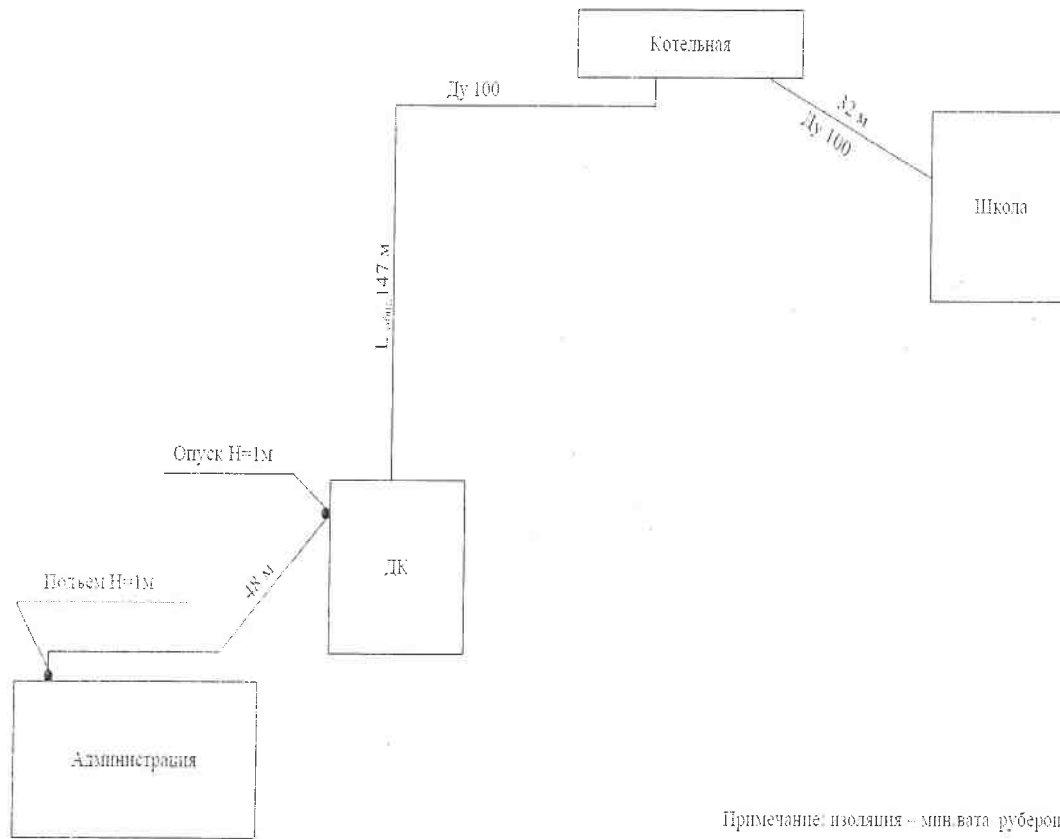 Котельная
Ду 100
32 м
Ду 100
Школа
147 м
Опуск H=1м
ДК
48 м
Подъем H=1м
Администрация
Примечание: изоляция – мин.вата